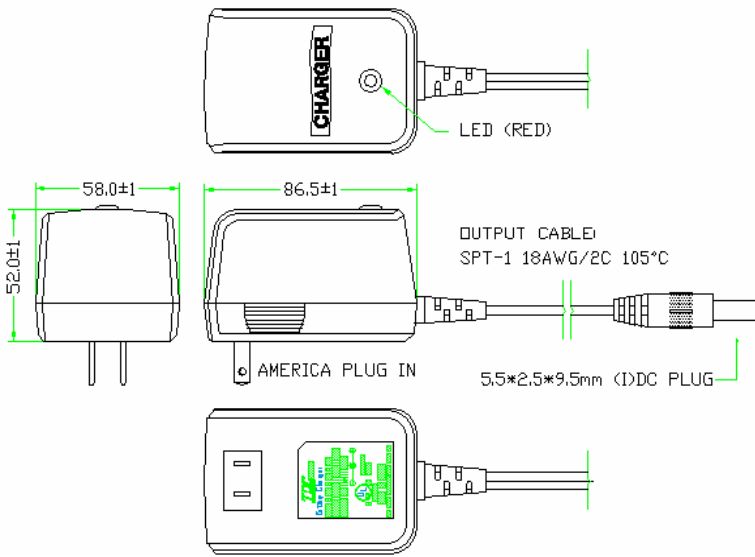 CHARGER
LED (RED)
58.0±1
86.5±1
52.0±1
OUTPUT CABLE:
SPT-1 18AWG/2C 105°C
AMERICA PLUG IN
5.5*2.5*9.5mm (I)DC PLUG
UL